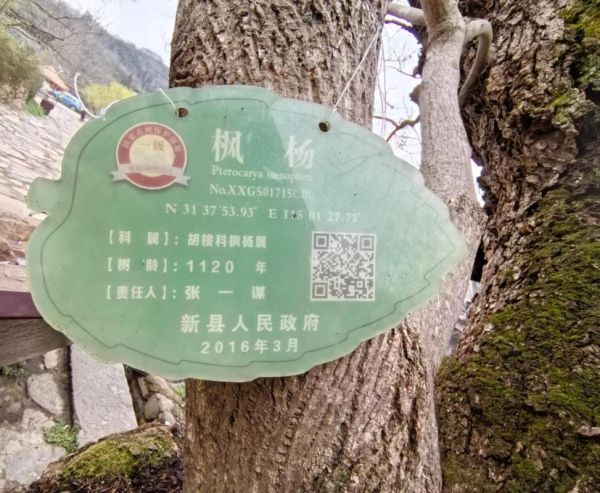 一级
枫杨
Pterocarya stenoptera
N 31 37'53.93" E 115 01 27.71"
【科 属】：胡桃科枫杨属
【树 龄】：1120 年
【责任人】：张一谋
新县人民政府
2016年3月